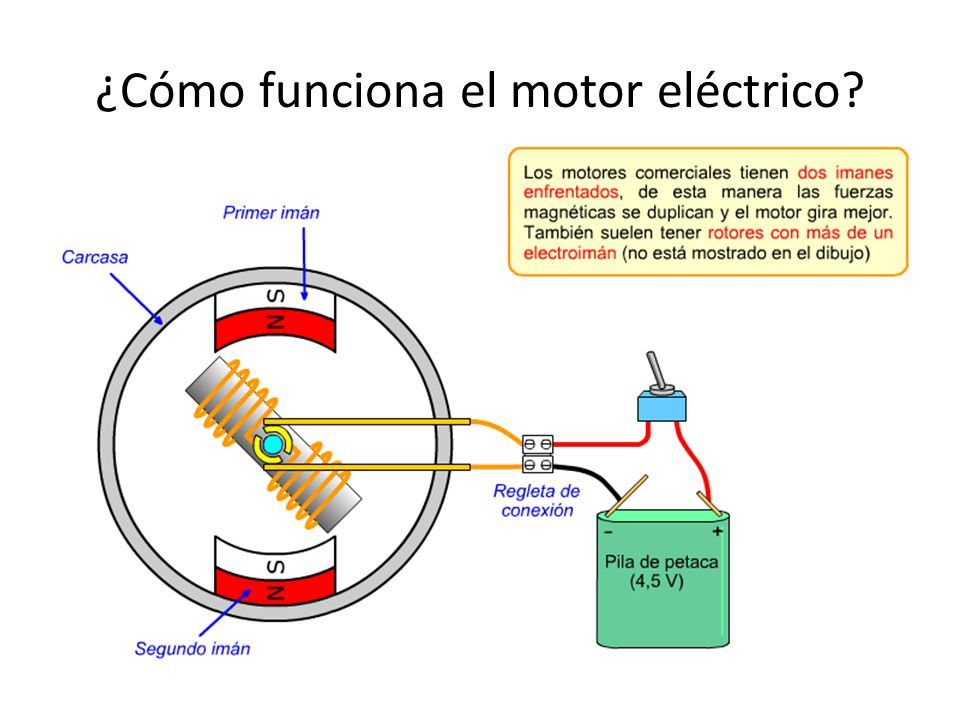 ¿Cómo funciona el motor eléctrico?
Los motores comerciales tienen dos imanes
enfrentados, de esta manera las fuerzas
magnéticas se duplican y el motor gira mejor.
También suelen tener rotores con más de un
electroimán (no está mostrado en el dibujo)
Primer imán
Carcasa
S
N
Regleta de
conexión
- +
Pila de petaca
(4,5 V)
S
N
Segundo imán